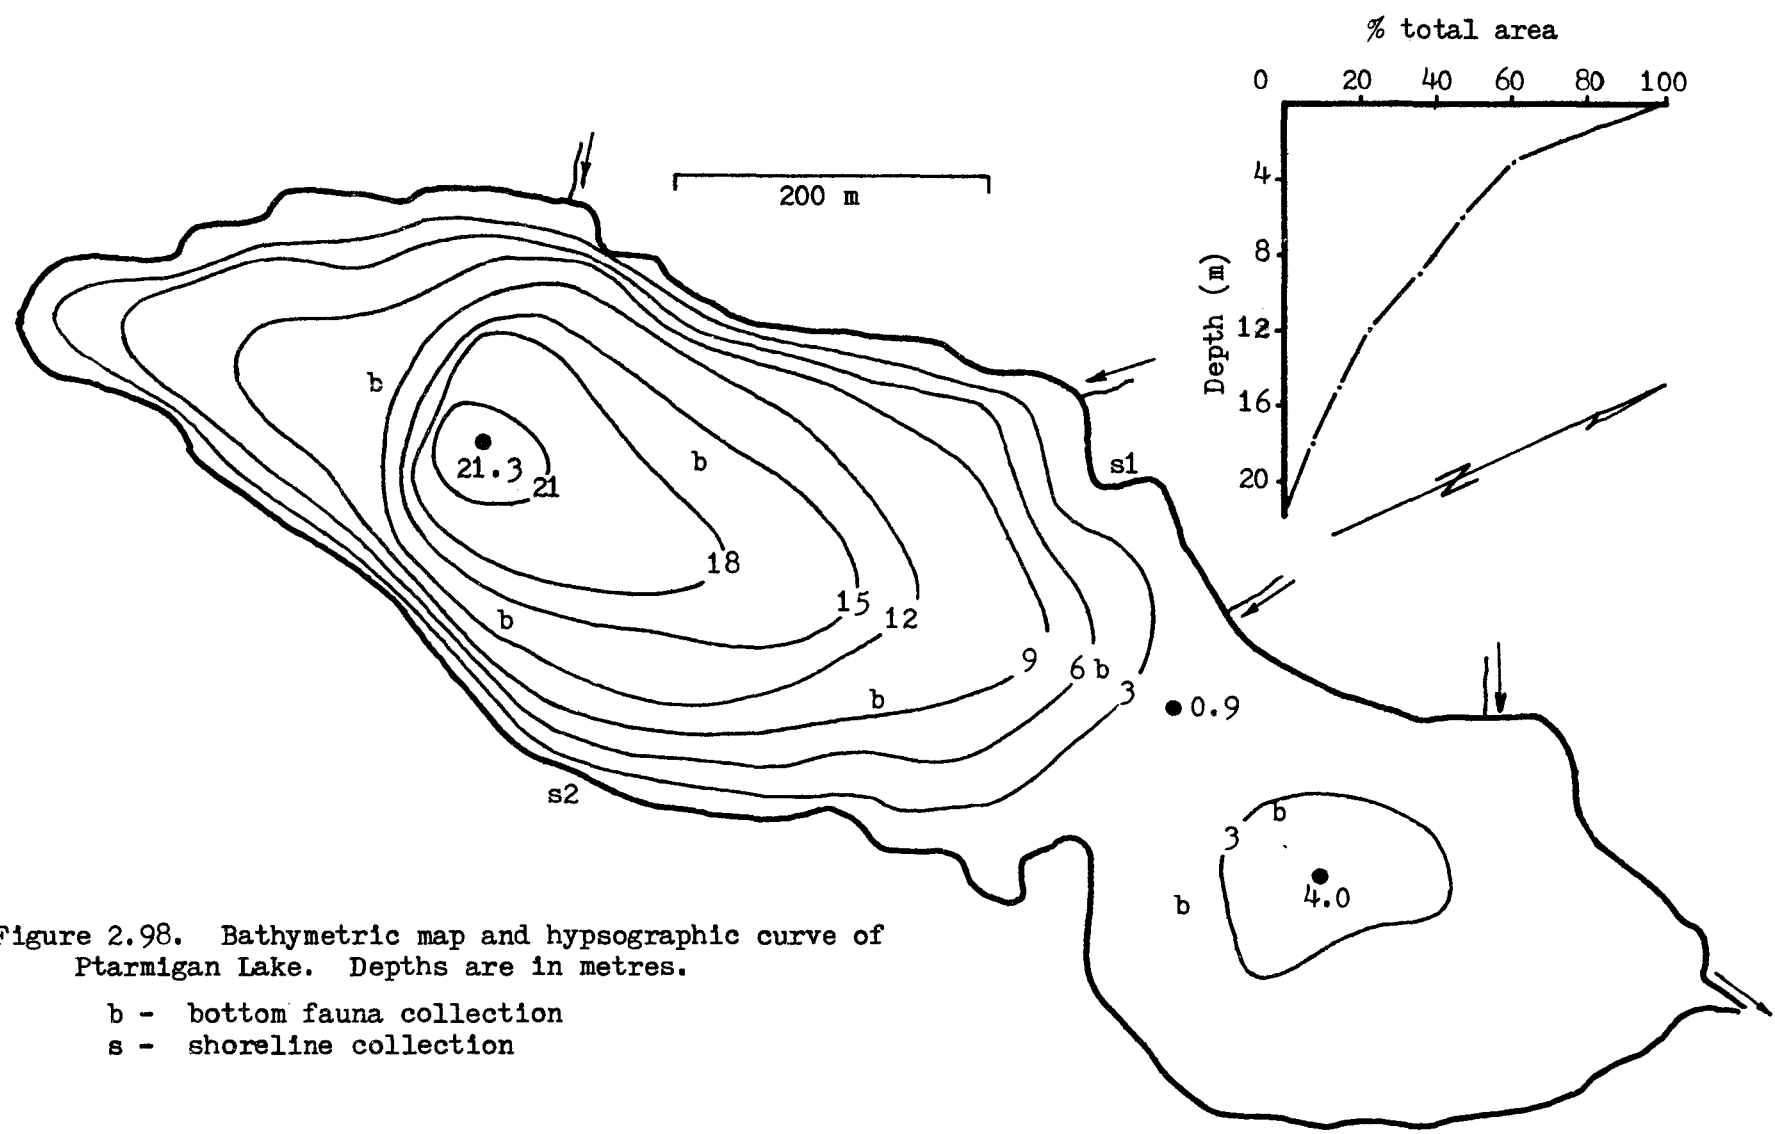 % total area
0 20 40 60 80 100
4
8
12
16
20
Depth (m)
200 m
b
21.3
21
b
18
15
12
b
9
6 b
3
b
s1
s2
0.9
b
3
4.0
b
Figure 2.98. Bathymetric map and hypsographic curve of
Ptarmigan Lake. Depths are in metres.
b - bottom fauna collection
s - shoreline collection